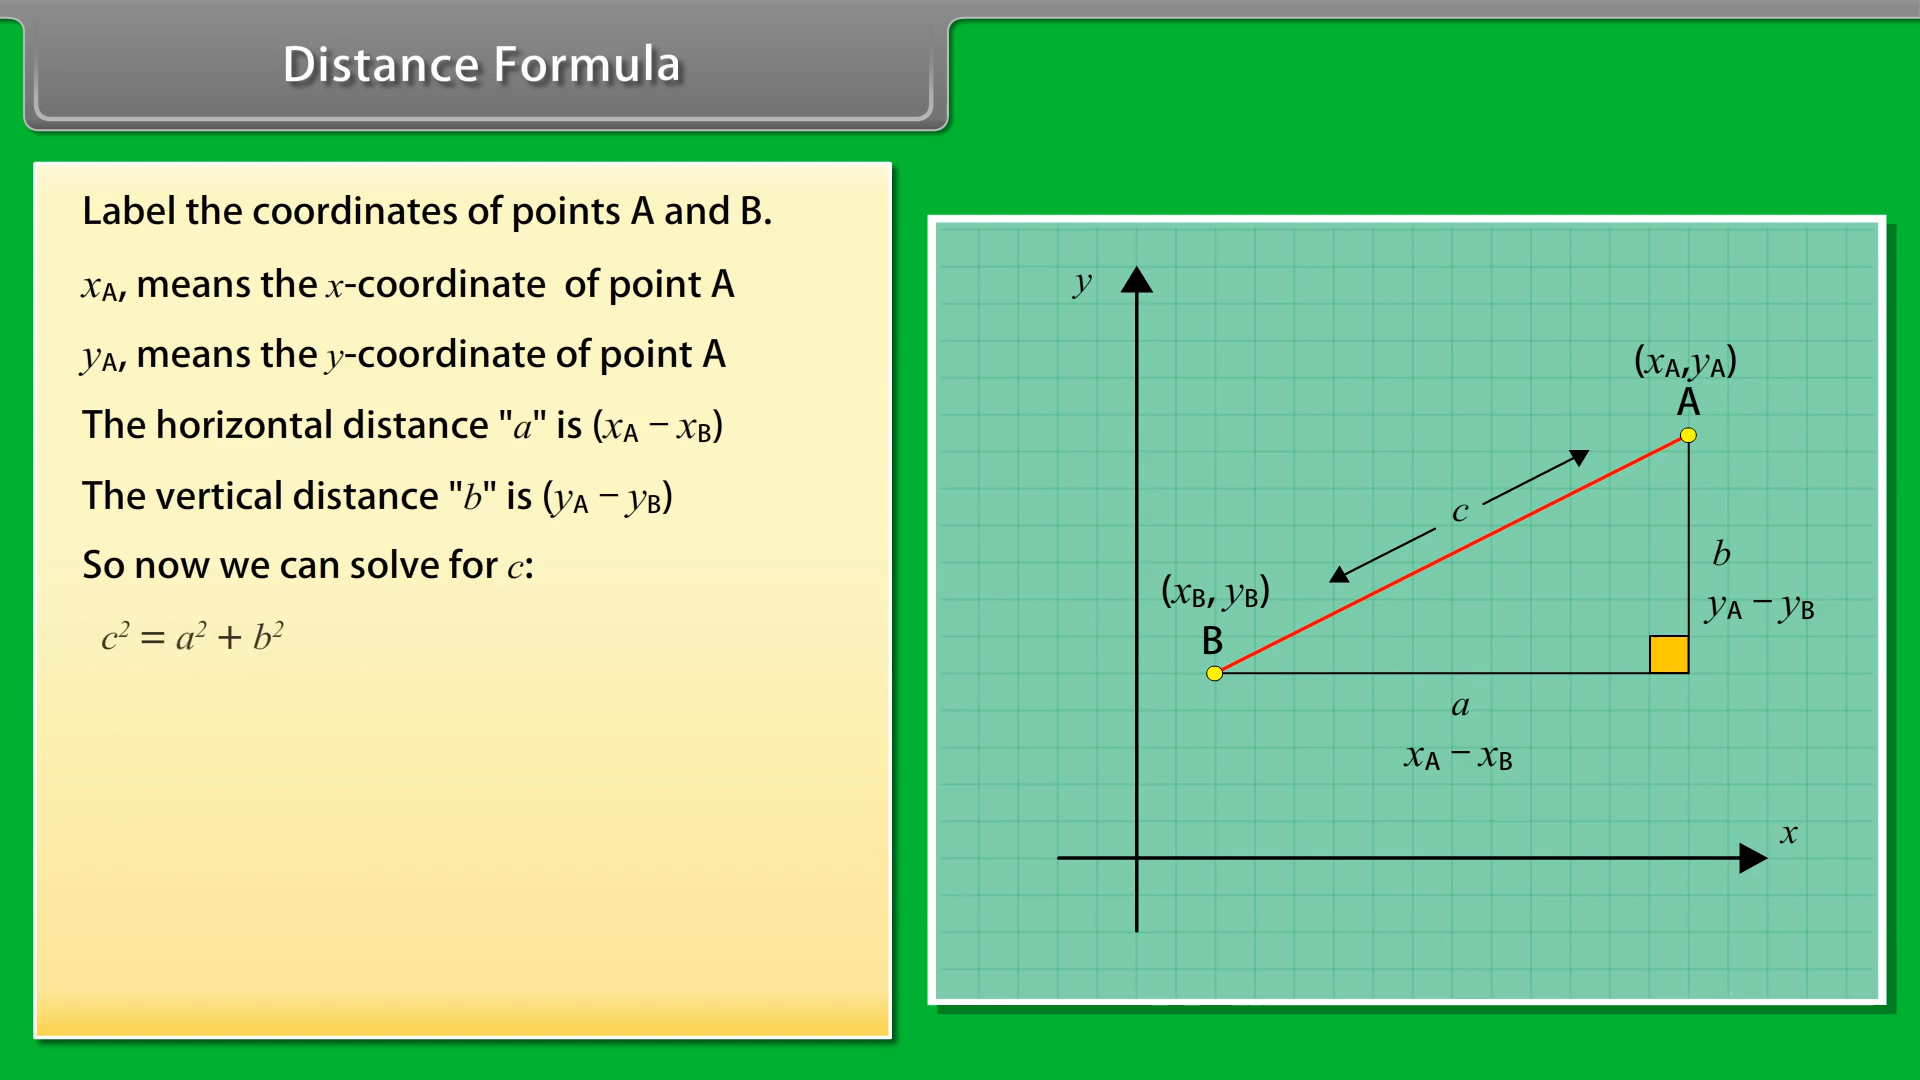 Distance Formula
Label the coordinates of points A and B.
xA, means the x-coordinate of point A
yA, means the y-coordinate of point A
The horizontal distance "a" is (xA − xB)
The vertical distance "b" is (yA − yB)
So now we can solve for c:
c² = a² + b²
y
(xA,yA)
A
c
b
(xB, yB)
yA − yB
B
a
xA − xB
x